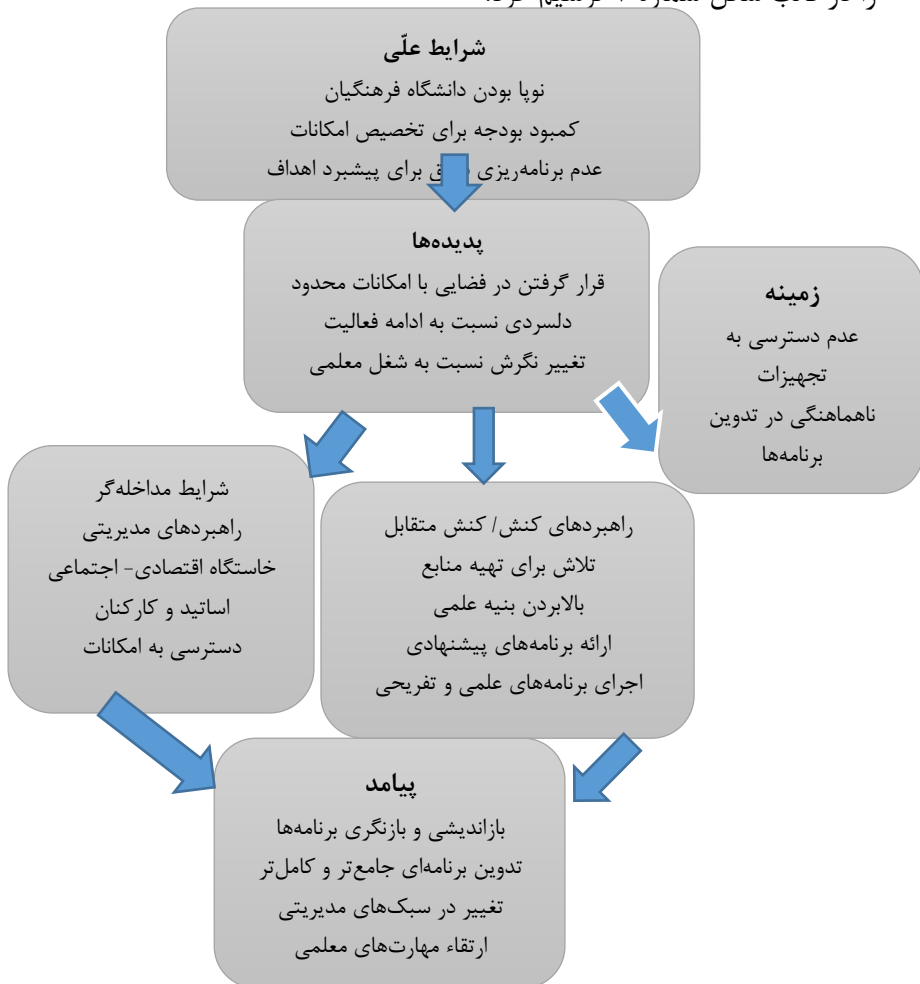 شرایط علّی
نوپا بودن دانشگاه فرهنگیان
کمبود بودجه برای تخصیص امکانات
عدم برنامه‌ریزی برای پیشبرد اهداف
پدیده‌ها
قرار گرفتن در فضایی با امکانات محدود
دلسردی نسبت به ادامه فعالیت
تغییر نگرش نسبت به شغل معلمی
زمینه
عدم دسترسی به
تجهیزات
ناهماهنگی در تدوین
برنامه‌ها
راهبردهای کنش/ کنش متقابل
تلاش برای تهیه منابع
بالابردن بنیه علمی
ارائه برنامه‌های پیشنهادی
اجرای برنامه‌های علمی و تفریحی
شرایط مداخله‌گر
راهبردهای مدیریتی
خاستگاه اقتصادی- اجتماعی
اساتید و کارکنان
دسترسی به امکانات
پیامد
بازاندیشی و بازنگری برنامه‌ها
تدوین برنامه‌ای جامع‌تر و کامل‌تر
تغییر در سبک‌های مدیریتی
ارتقاء مهارت‌های معلمی